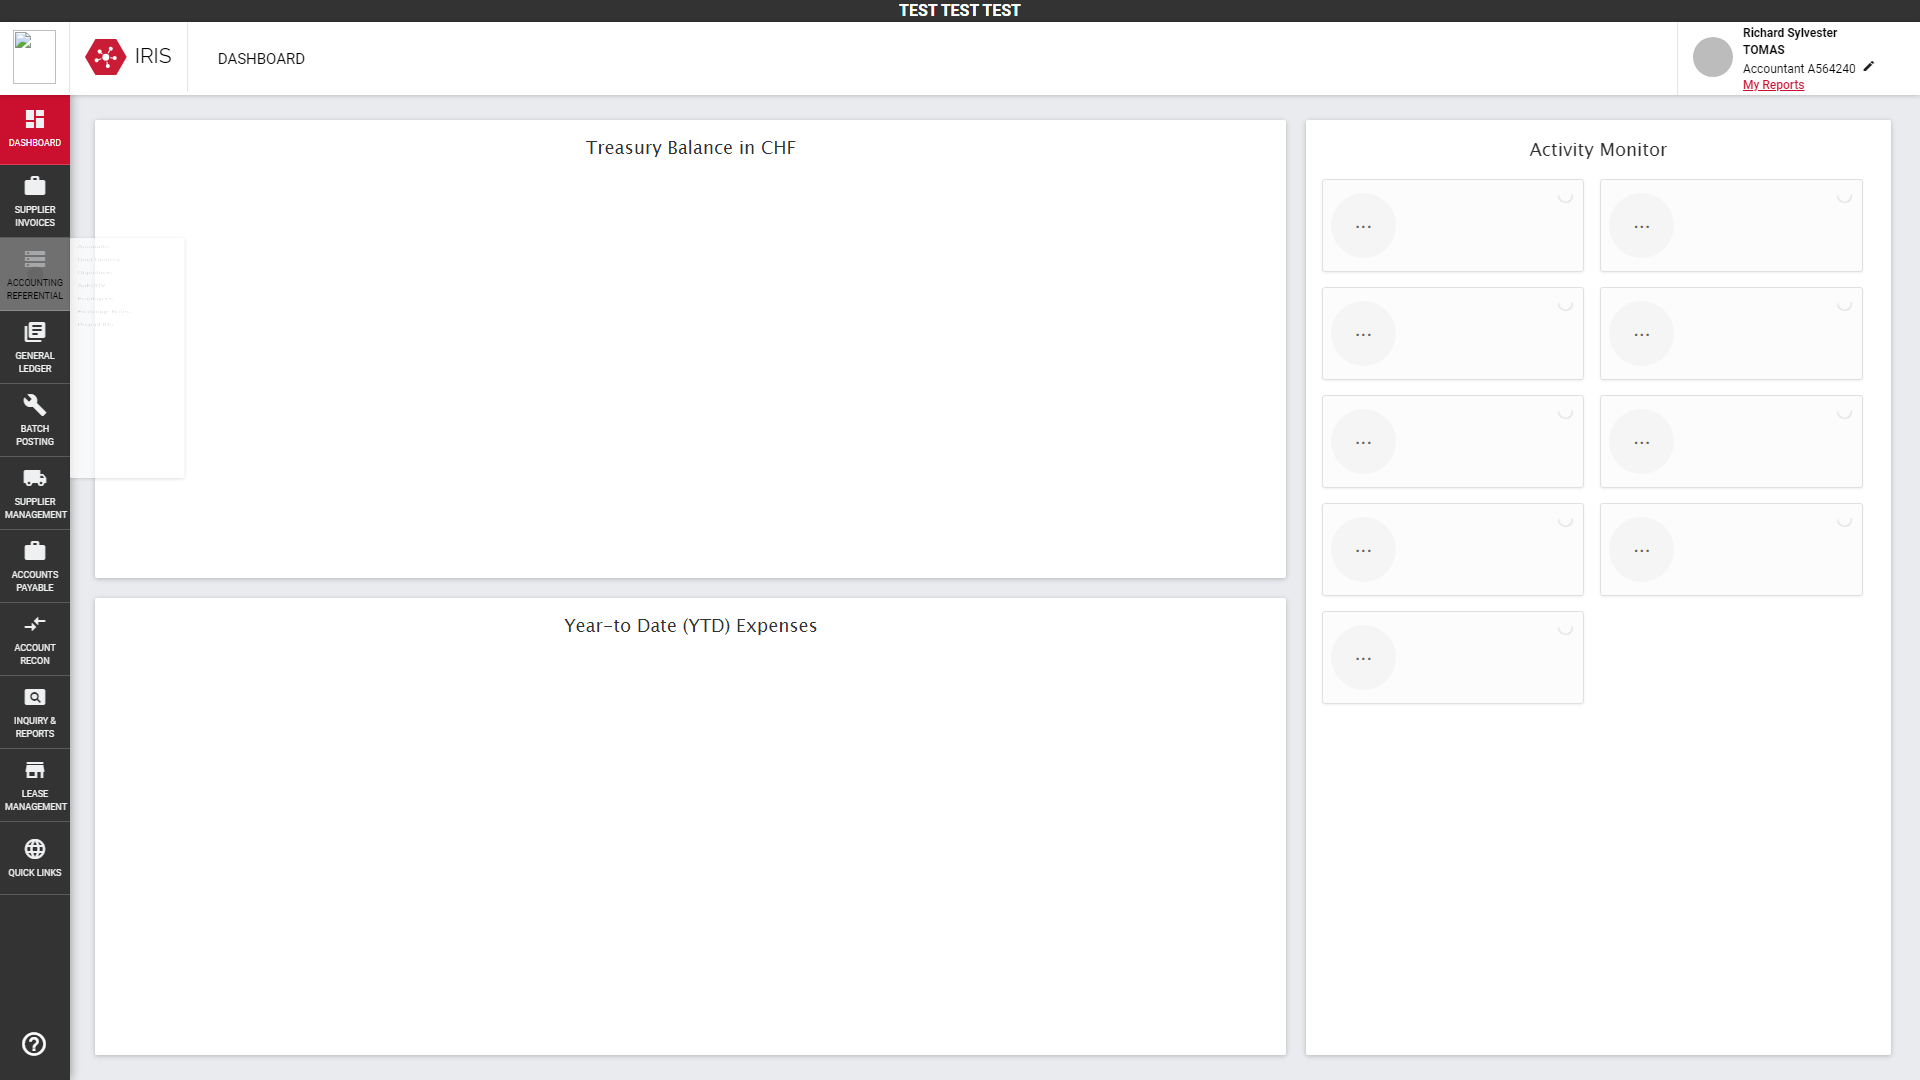 TEST TEST TEST
IRIS
DASHBOARD
Richard Sylvester
TOMAS
Accountant A564240
My Reports
DASHBOARD
SUPPLIER
INVOICES
ACCOUNTING
REFERENTIAL
GENERAL
LEDGER
BATCH
POSTING
SUPPLIER
MANAGEMENT
ACCOUNTS
PAYABLE
ACCOUNT
RECON
INQUIRY &
REPORTS
LEASE
MANAGEMENT
QUICK LINKS
Treasury Balance in CHF
Year-to Date (YTD) Expenses
Activity Monitor
...
...
...
...
...
...
...
...
...